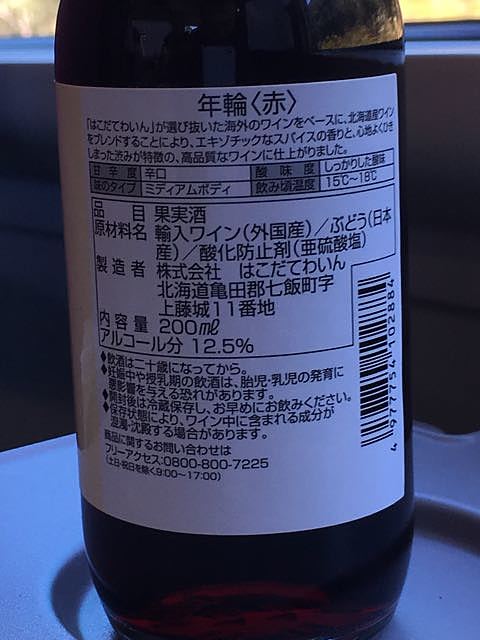 年輪〈赤〉
「はこだてわいん」が選び抜いた海外のワインをベースに、北海道産ワイン
をブレンドすることにより、エキゾチックなスパイスの香りと、心地よくひき
しまった渋みが特徴の、高品質なワインに仕上がりました。
甘辛度 辛口 酸味度 しっかりした酸味
味のタイプ ミディアムボディ 飲み頃温度 15℃～18℃
品目 果実酒
原材料名 輸入ワイン(外国産)／ぶどう(日本
産)／酸化防止剤(亜硫酸塩)
製造者 株式会社 はこだてわいん
北海道亀田郡七飯町字
上藤城11番地
内容量 200㎖
アルコール分 12.5%
◆飲酒は二十歳になってから。
◆妊娠中や授乳期の飲酒は、胎児・乳児の発育に
悪影響を与える恐れがあります。
◆開封後は冷蔵保存し、お早めにお飲みください。
◆保存状態により、ワイン中に含まれる成分が
混濁・沈殿する場合があります。
商品に関するお問い合わせは
フリーアクセス:0800-800-7225
(土・日・祝日を除く9:00～17:00)
4 977754 102884